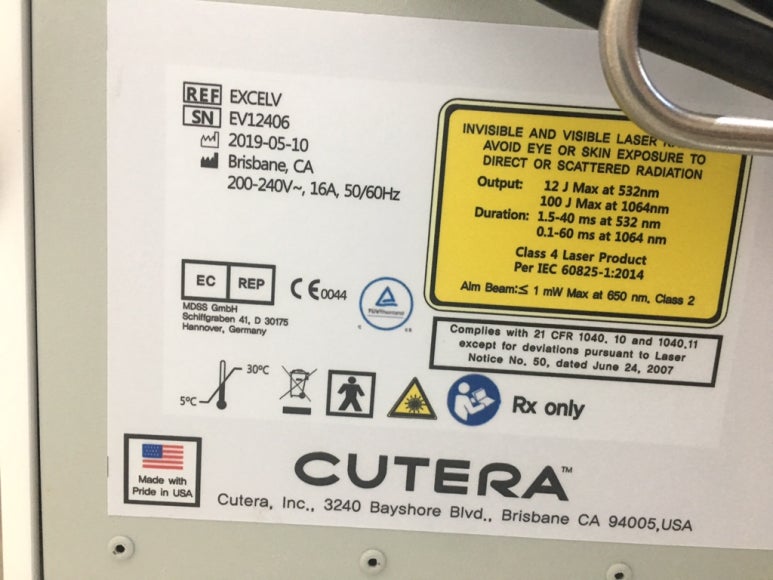 REF EXCELV
SN EV12406
2019-05-10
Brisbane, CA
200-240V~, 16A, 50/60Hz
INVISIBLE AND VISIBLE LASER
AVOID EYE OR SKIN EXPOSURE TO
DIRECT OR SCATTERED RADIATION
Output: 12 J Max at 532nm
100 J Max at 1064nm
Duration: 1.5-40 ms at 532 nm
0.1-60 ms at 1064 nm
Class 4 Laser Product
Per IEC 60825-1:2014
Aim Beam:≤ 1 mW Max at 650 nm, Class 2
EC REP
MDSS GmbH
Schiffgraben 41, D 30175
Hannover, Germany
CE 0044
TÜVRheinland
Complies with 21 CFR 1040. 10 and 1040.11
except for deviations pursuant to Laser
Notice No. 50, dated June 24, 2007
5°C 30°C
Rx only
Made with
Pride in USA
CUTERA™
Cutera, Inc., 3240 Bayshore Blvd., Brisbane CA 94005,USA